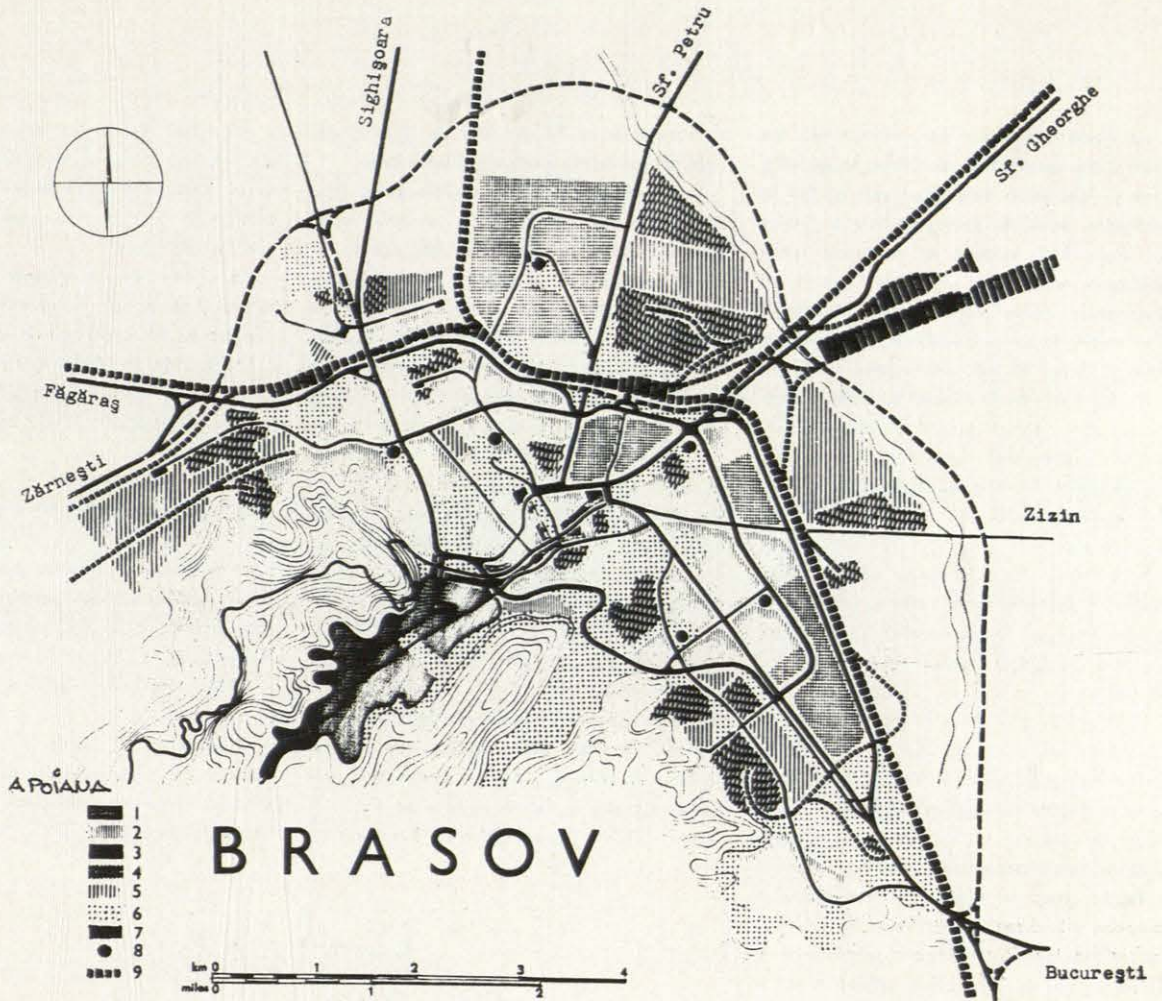 Sighişoara
Sf. Petru
Sf. Gheorghe
Făgăraş
Zărneşti
Zizin
A POIANA
1
2
3
4
5
6
7
8
9
BRASOV
km 0 1 2 3 4
miles 0 1 2
Bucureşti